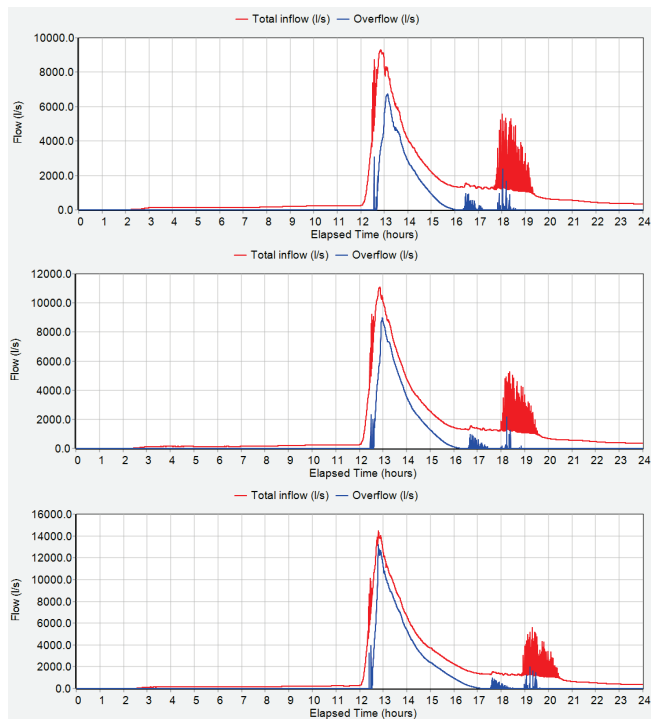 Total inflow (l/s) Overflow (l/s)
10000.0
8000.0
6000.0
4000.0
2000.0
0.0
Flow (l/s)
0 1 2 3 4 5 6 7 8 9 10 11 12 13 14 15 16 17 18 19 20 21 22 23 24
Elapsed Time (hours)
Total inflow (l/s) Overflow (l/s)
12000.0
10000.0
8000.0
6000.0
4000.0
2000.0
0.0
Flow (l/s)
0 1 2 3 4 5 6 7 8 9 10 11 12 13 14 15 16 17 18 19 20 21 22 23 24
Elapsed Time (hours)
Total inflow (l/s) Overflow (l/s)
16000.0
14000.0
12000.0
10000.0
8000.0
6000.0
4000.0
2000.0
0.0
Flow (l/s)
0 1 2 3 4 5 6 7 8 9 10 11 12 13 14 15 16 17 18 19 20 21 22 23 24
Elapsed Time (hours)